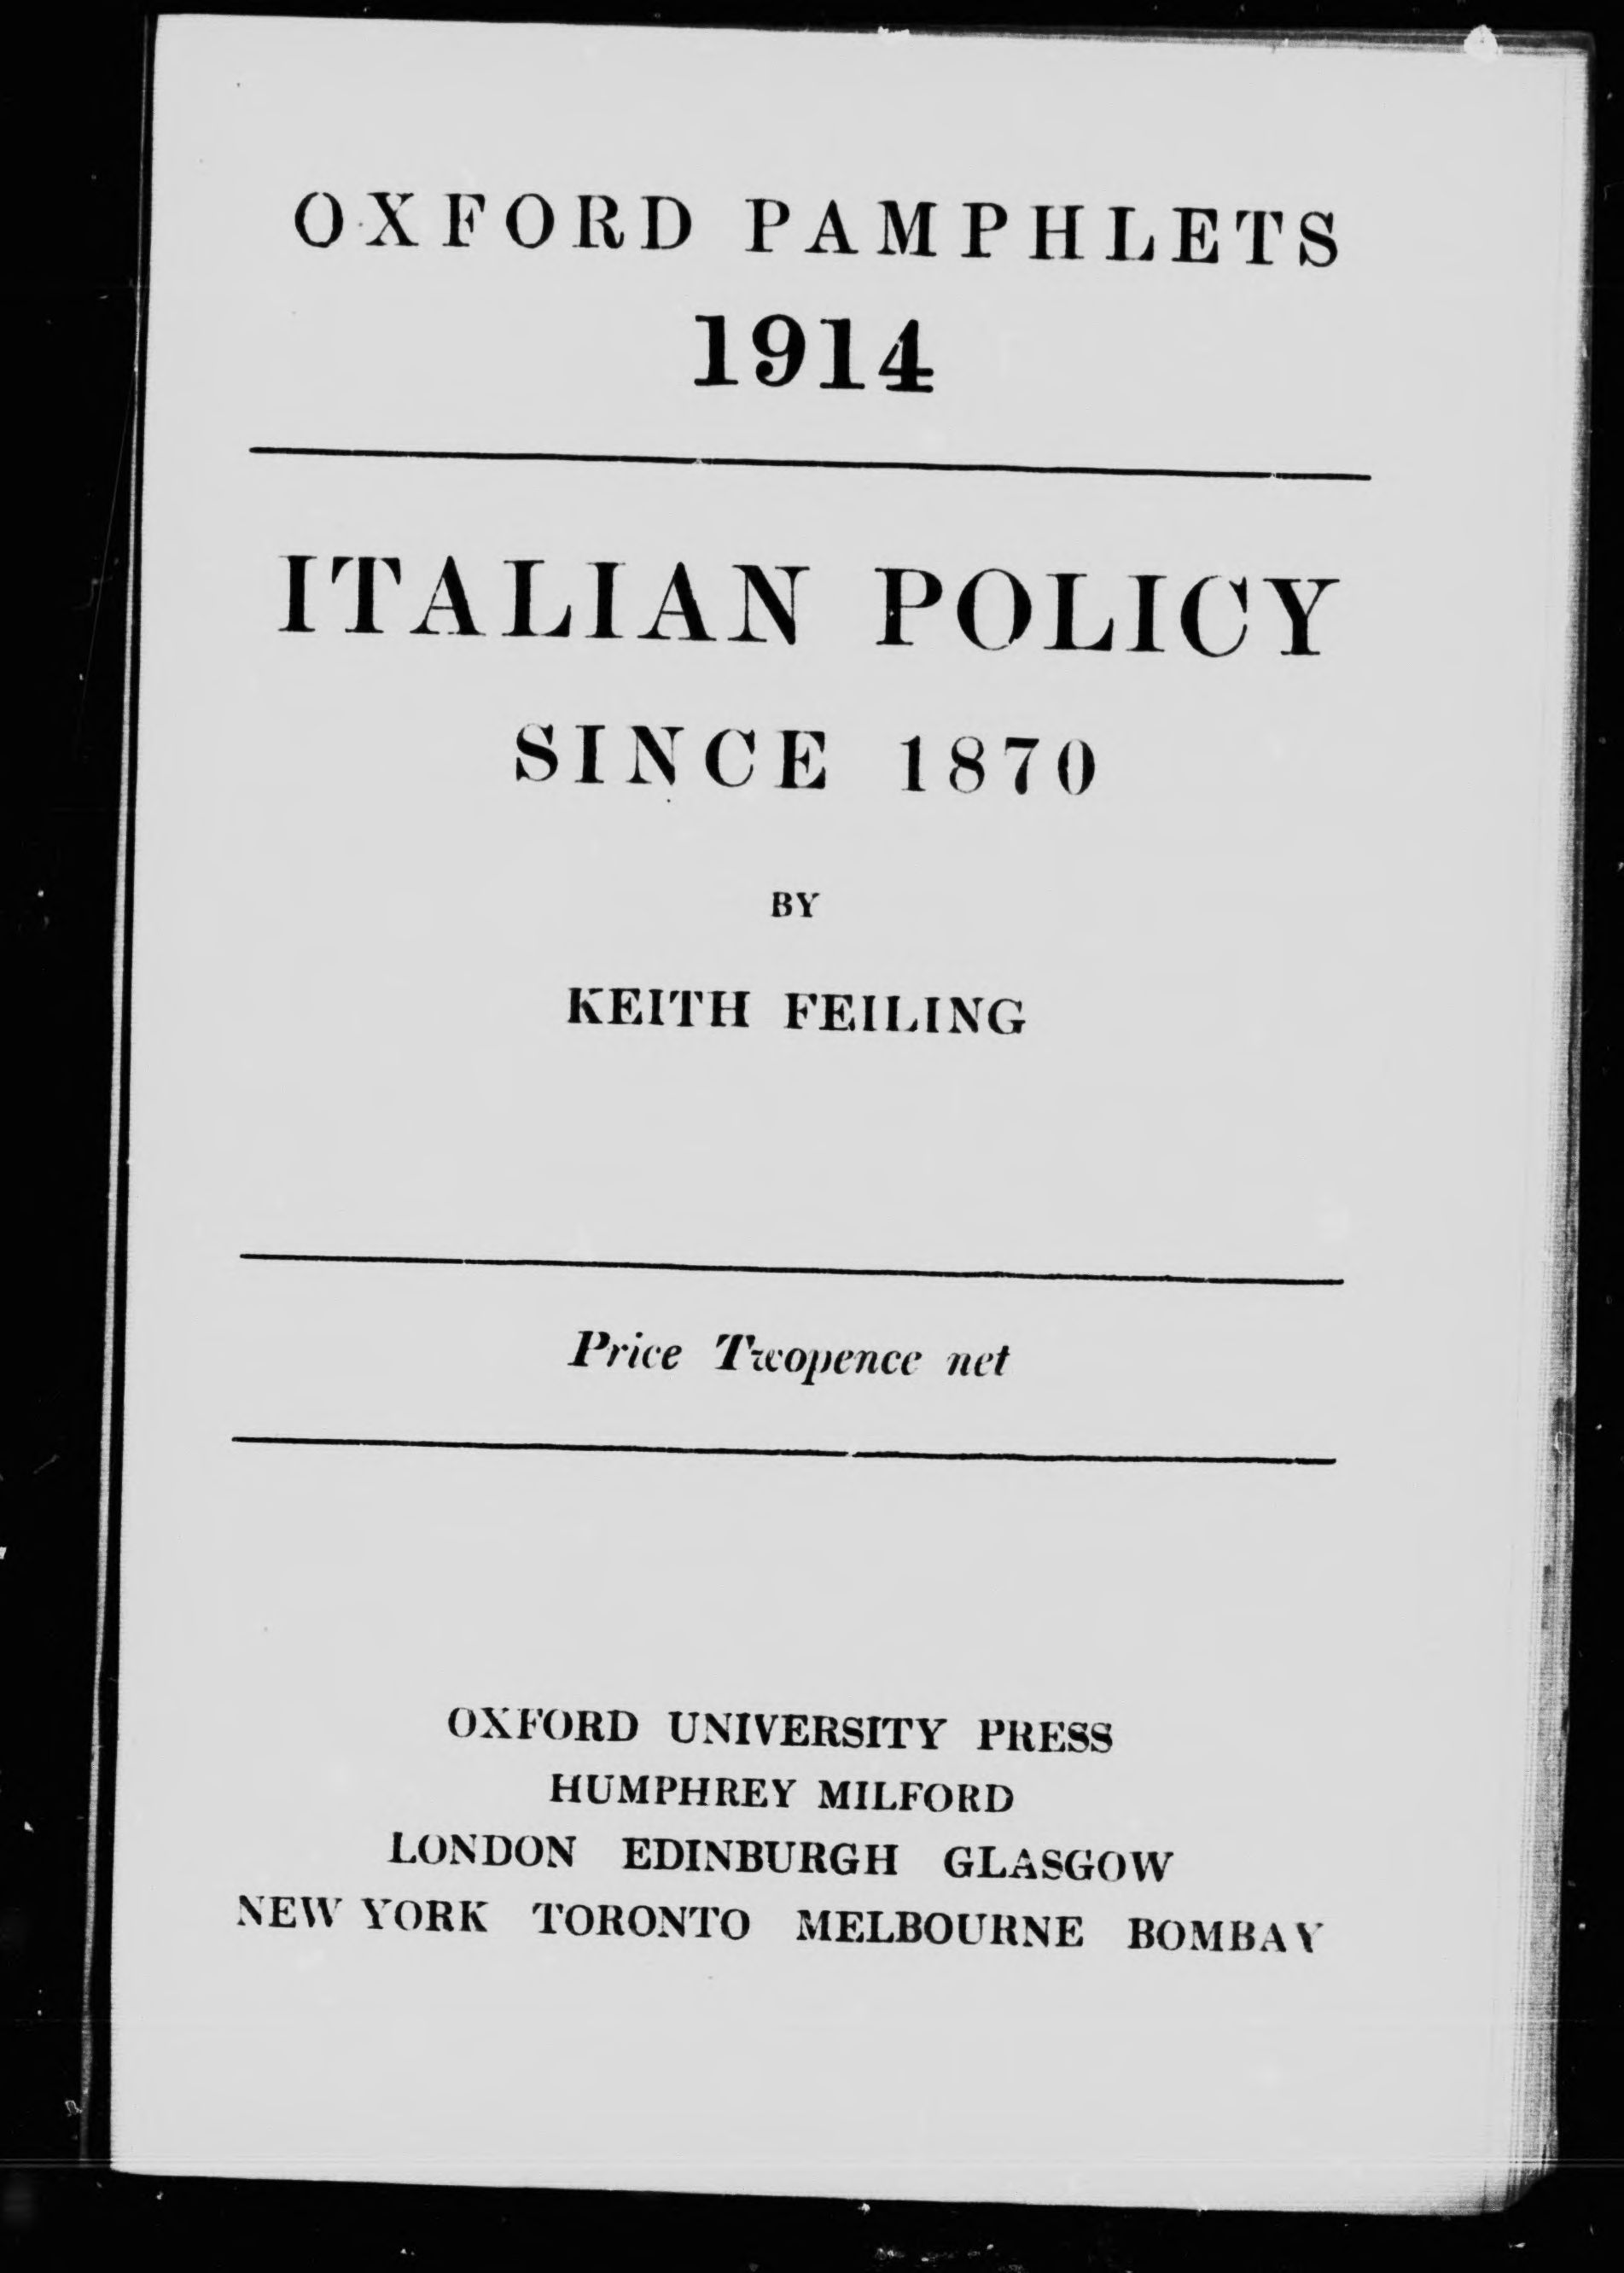 OXFORD PAMPHLETS
1914
ITALIAN POLICY
SINCE 1870
BY
KEITH FEILING
Price Twopence net
OXFORD UNIVERSITY PRESS
HUMPHREY MILFORD
LONDON EDINBURGH GLASGOW
NEW YORK TORONTO MELBOURNE BOMBAY